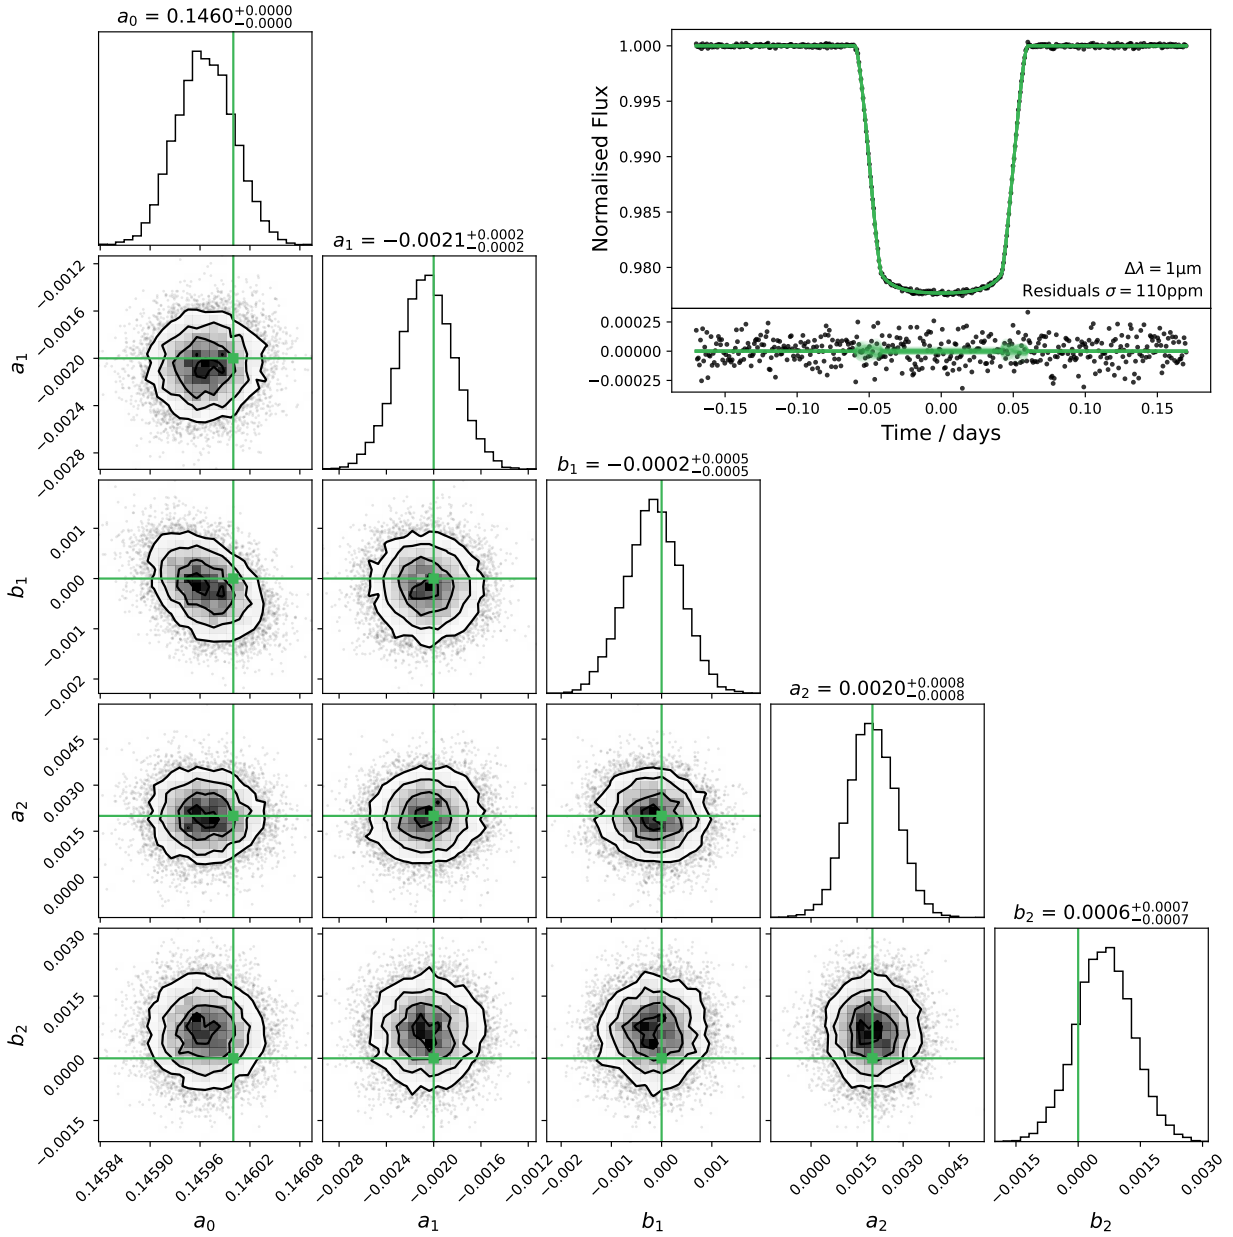 a₀ = 0.1460^{+0.0000}_{−0.0000}
1.000
0.995
0.990
0.985
0.980
Normalised Flux
Δλ = 1μm
Residuals σ = 110ppm
0.00025
0.00000
−0.00025
−0.15 −0.10 −0.05 0.00 0.05 0.10 0.15
Time / days
a₁ = −0.0021^{+0.0002}_{−0.0002}
−0.0012
−0.0016
−0.0020
−0.0024
−0.0028
a₁
b₁ = −0.0002^{+0.0005}_{−0.0005}
0.001
0.000
−0.001
−0.002
b₁
a₂ = 0.0020^{+0.0008}_{−0.0008}
0.0045
0.0030
0.0015
0.0000
a₂
b₂ = 0.0006^{+0.0007}_{−0.0007}
0.0030
0.0015
0.0000
−0.0015
b₂
0.14584 0.14590 0.14596 0.14602 0.14608
−0.0028 −0.0024 −0.0020 −0.0016 −0.0012
−0.002 −0.001 0.000 0.001
0.0000 0.0015 0.0030 0.0045
−0.0015 0.0000 0.0015 0.0030
a₀ a₁ b₁ a₂ b₂